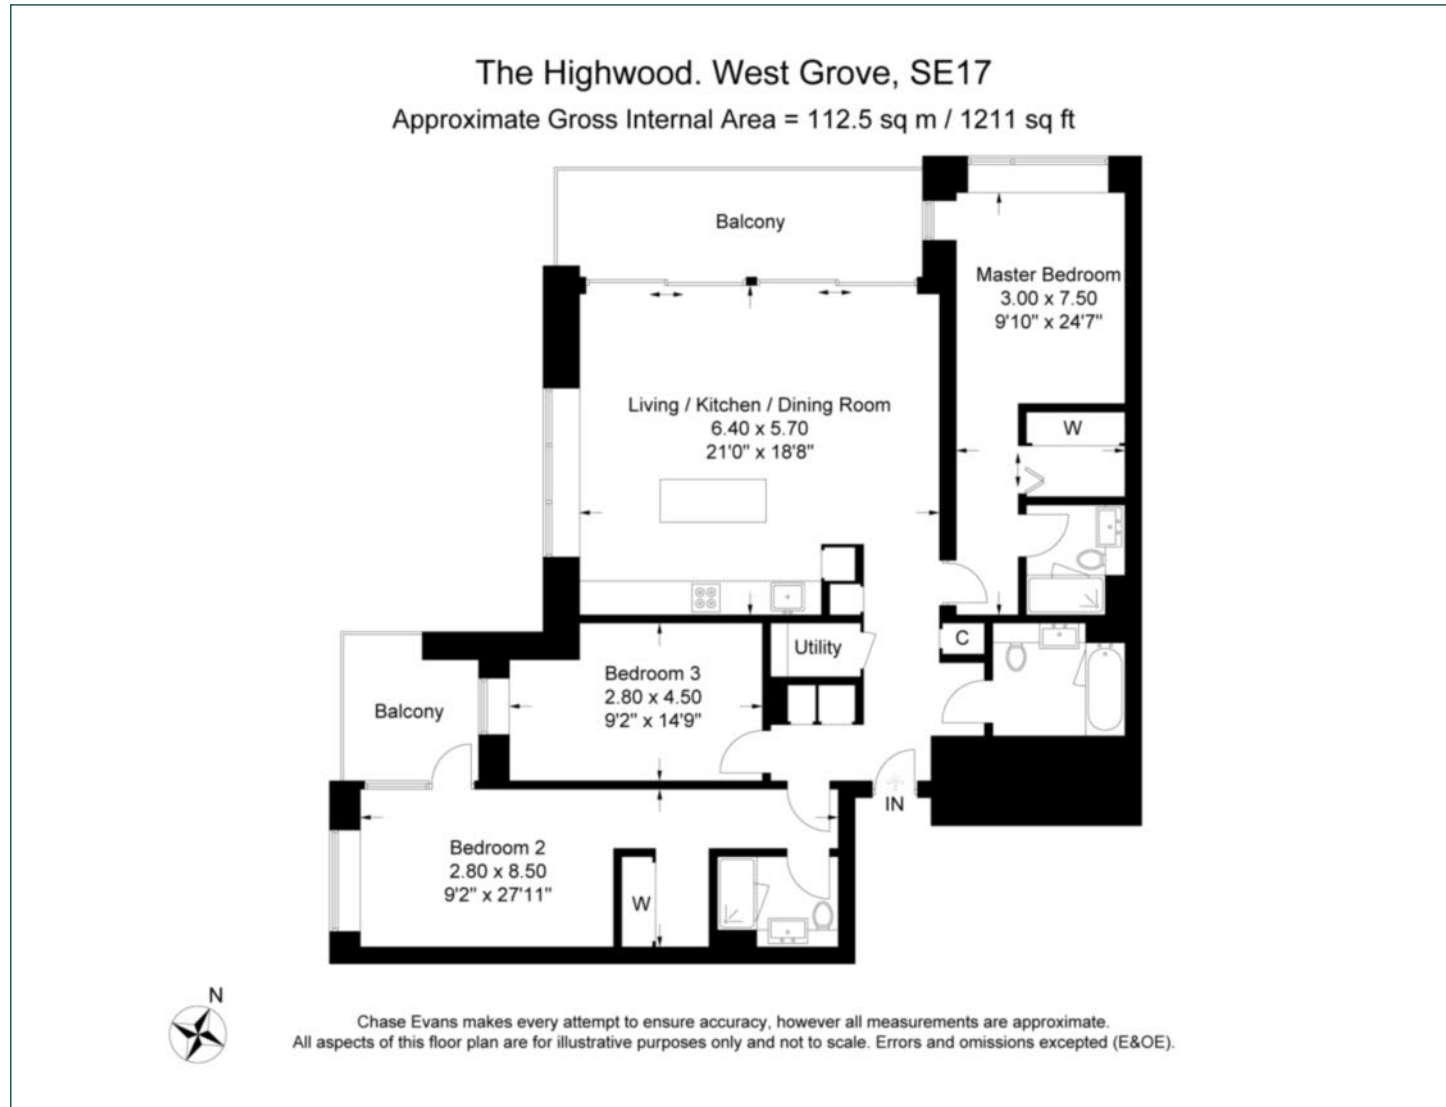 The Highwood. West Grove, SE17
Approximate Gross Internal Area = 112.5 sq m / 1211 sq ft
Balcony
Master Bedroom
3.00 x 7.50
9'10" x 24'7"
Living / Kitchen / Dining Room
6.40 x 5.70
21'0" x 18'8"
W
Utility
C
Bedroom 3
2.80 x 4.50
9'2" x 14'9"
Balcony
IN
Bedroom 2
2.80 x 8.50
9'2" x 27'11"
W
N
Chase Evans makes every attempt to ensure accuracy, however all measurements are approximate.
All aspects of this floor plan are for illustrative purposes only and not to scale. Errors and omissions excepted (E&OE).